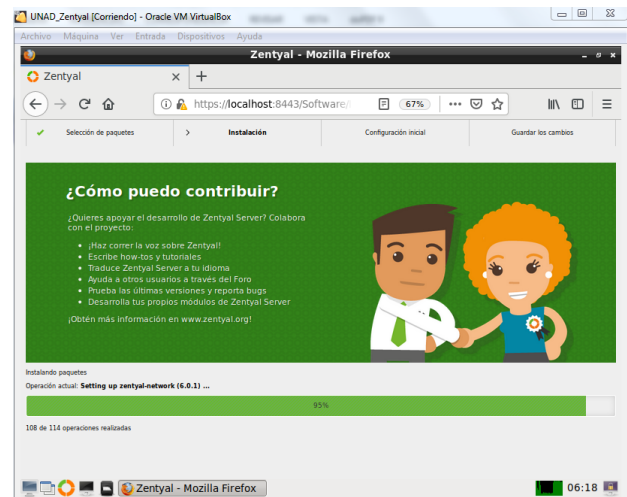 UNAD_Zentyal [Corriendo] - Oracle VM VirtualBox
Archivo Máquina Ver Entrada Dispositivos Ayuda
Zentyal - Mozilla Firefox
Zentyal
https://localhost:8443/Software/
67%
Selección de paquetes
Instalación
Configuración inicial
Guardar los cambios
¿Cómo puedo contribuir?
¿Quieres apoyar el desarrollo de Zentyal Server? Colabora
con el proyecto:
• ¡Haz correr la voz sobre Zentyal!
• Escribe how-tos y tutoriales
• Traduce Zentyal Server a tu idioma
• Ayuda a otros usuarios a través del Foro
• Prueba las últimas versiones y reporta bugs
• Desarrolla tus propios módulos de Zentyal Server
¡Obtén más información en www.zentyal.org!
Instalando paquetes
Operación actual: Setting up zentyal-network (6.0.1) ...
95%
108 de 114 operaciones realizadas
Zentyal - Mozilla Firefox
06:18